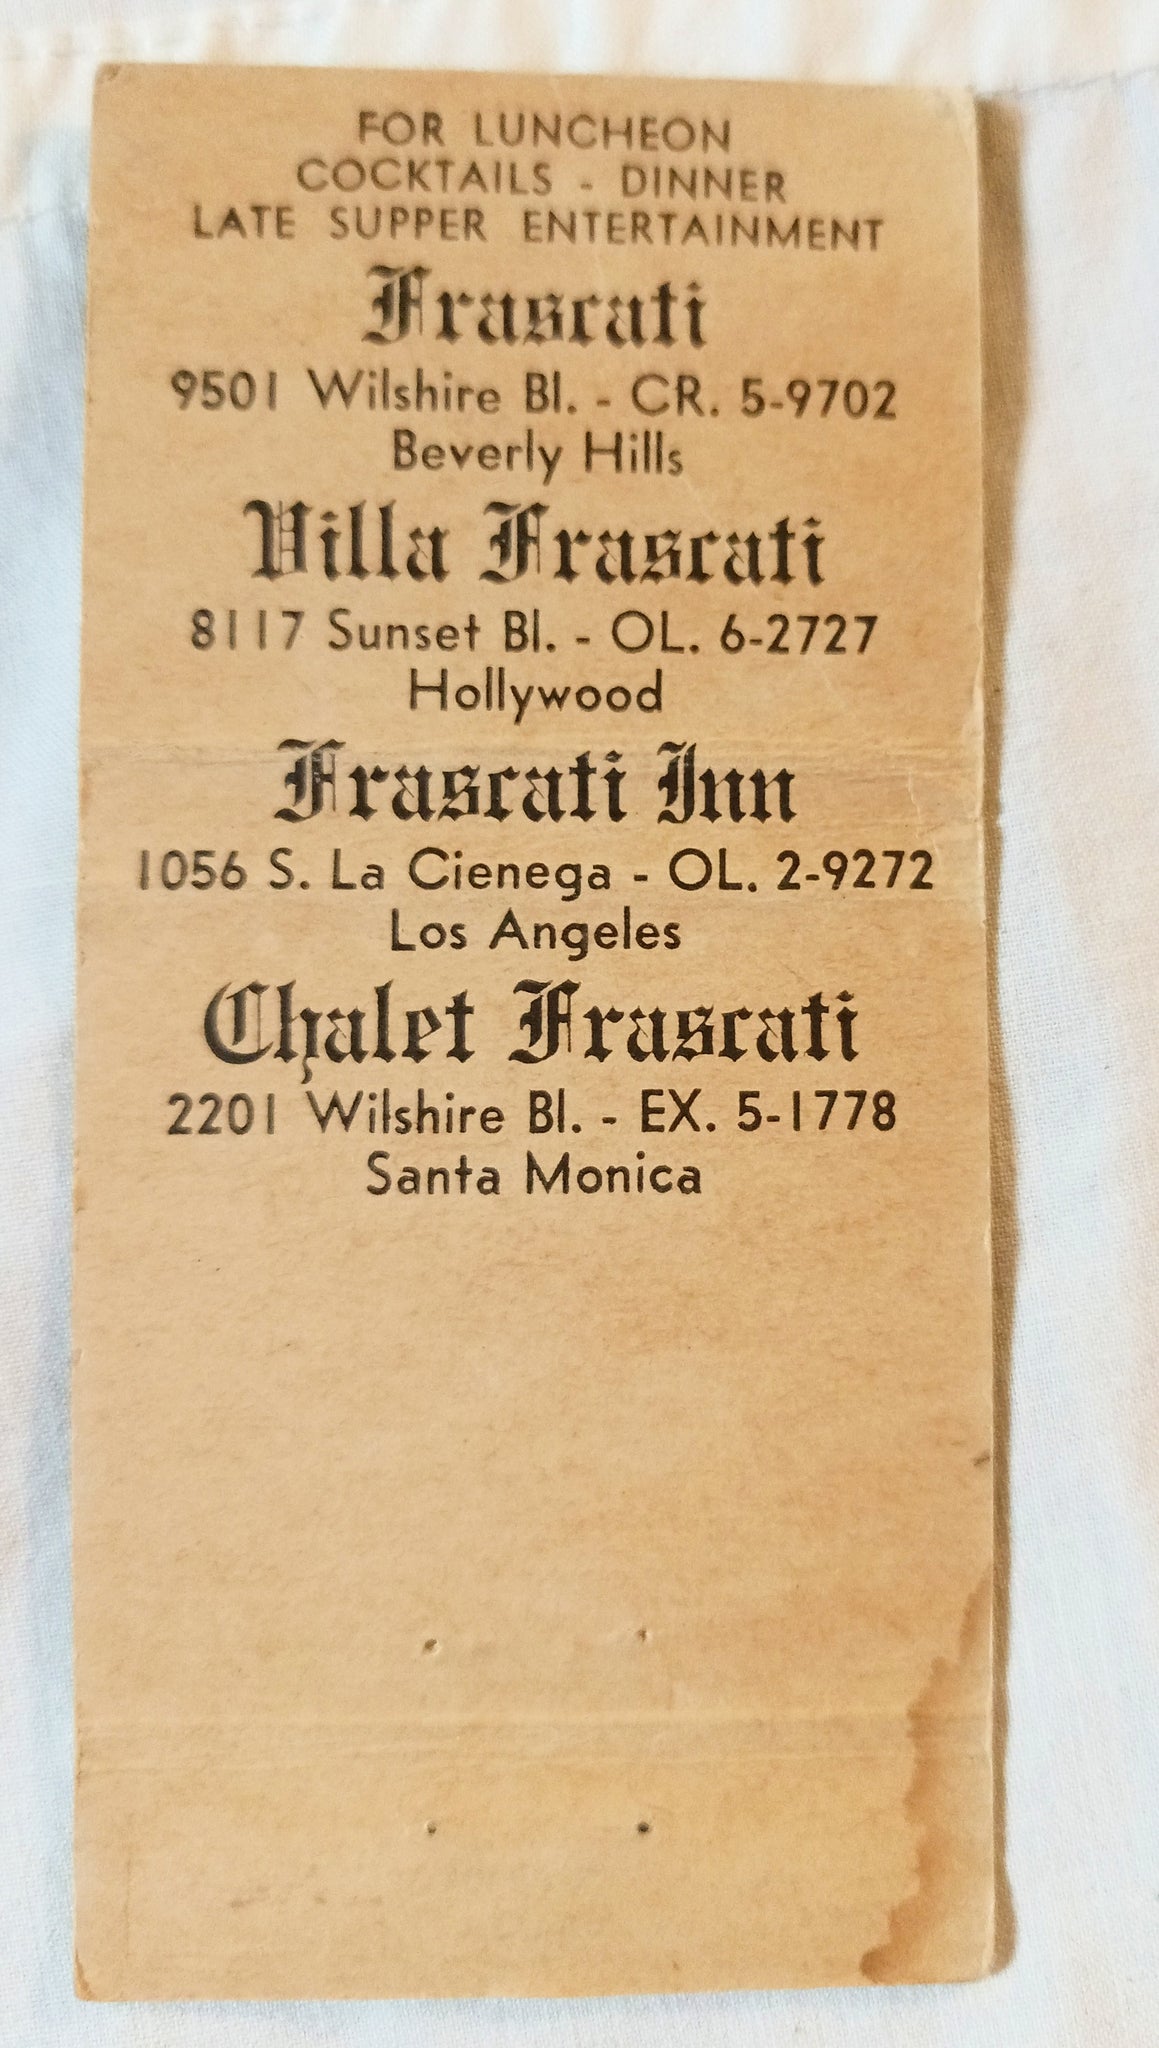 FOR LUNCHEON
COCKTAILS - DINNER
LATE SUPPER ENTERTAINMENT
Frascati
9501 Wilshire Bl. - CR. 5-9702
Beverly Hills
Villa Frascati
8117 Sunset Bl. - OL. 6-2727
Hollywood
Frascati Inn
1056 S. La Cienega - OL. 2-9272
Los Angeles
Chalet Frascati
2201 Wilshire Bl. - EX. 5-1778
Santa Monica